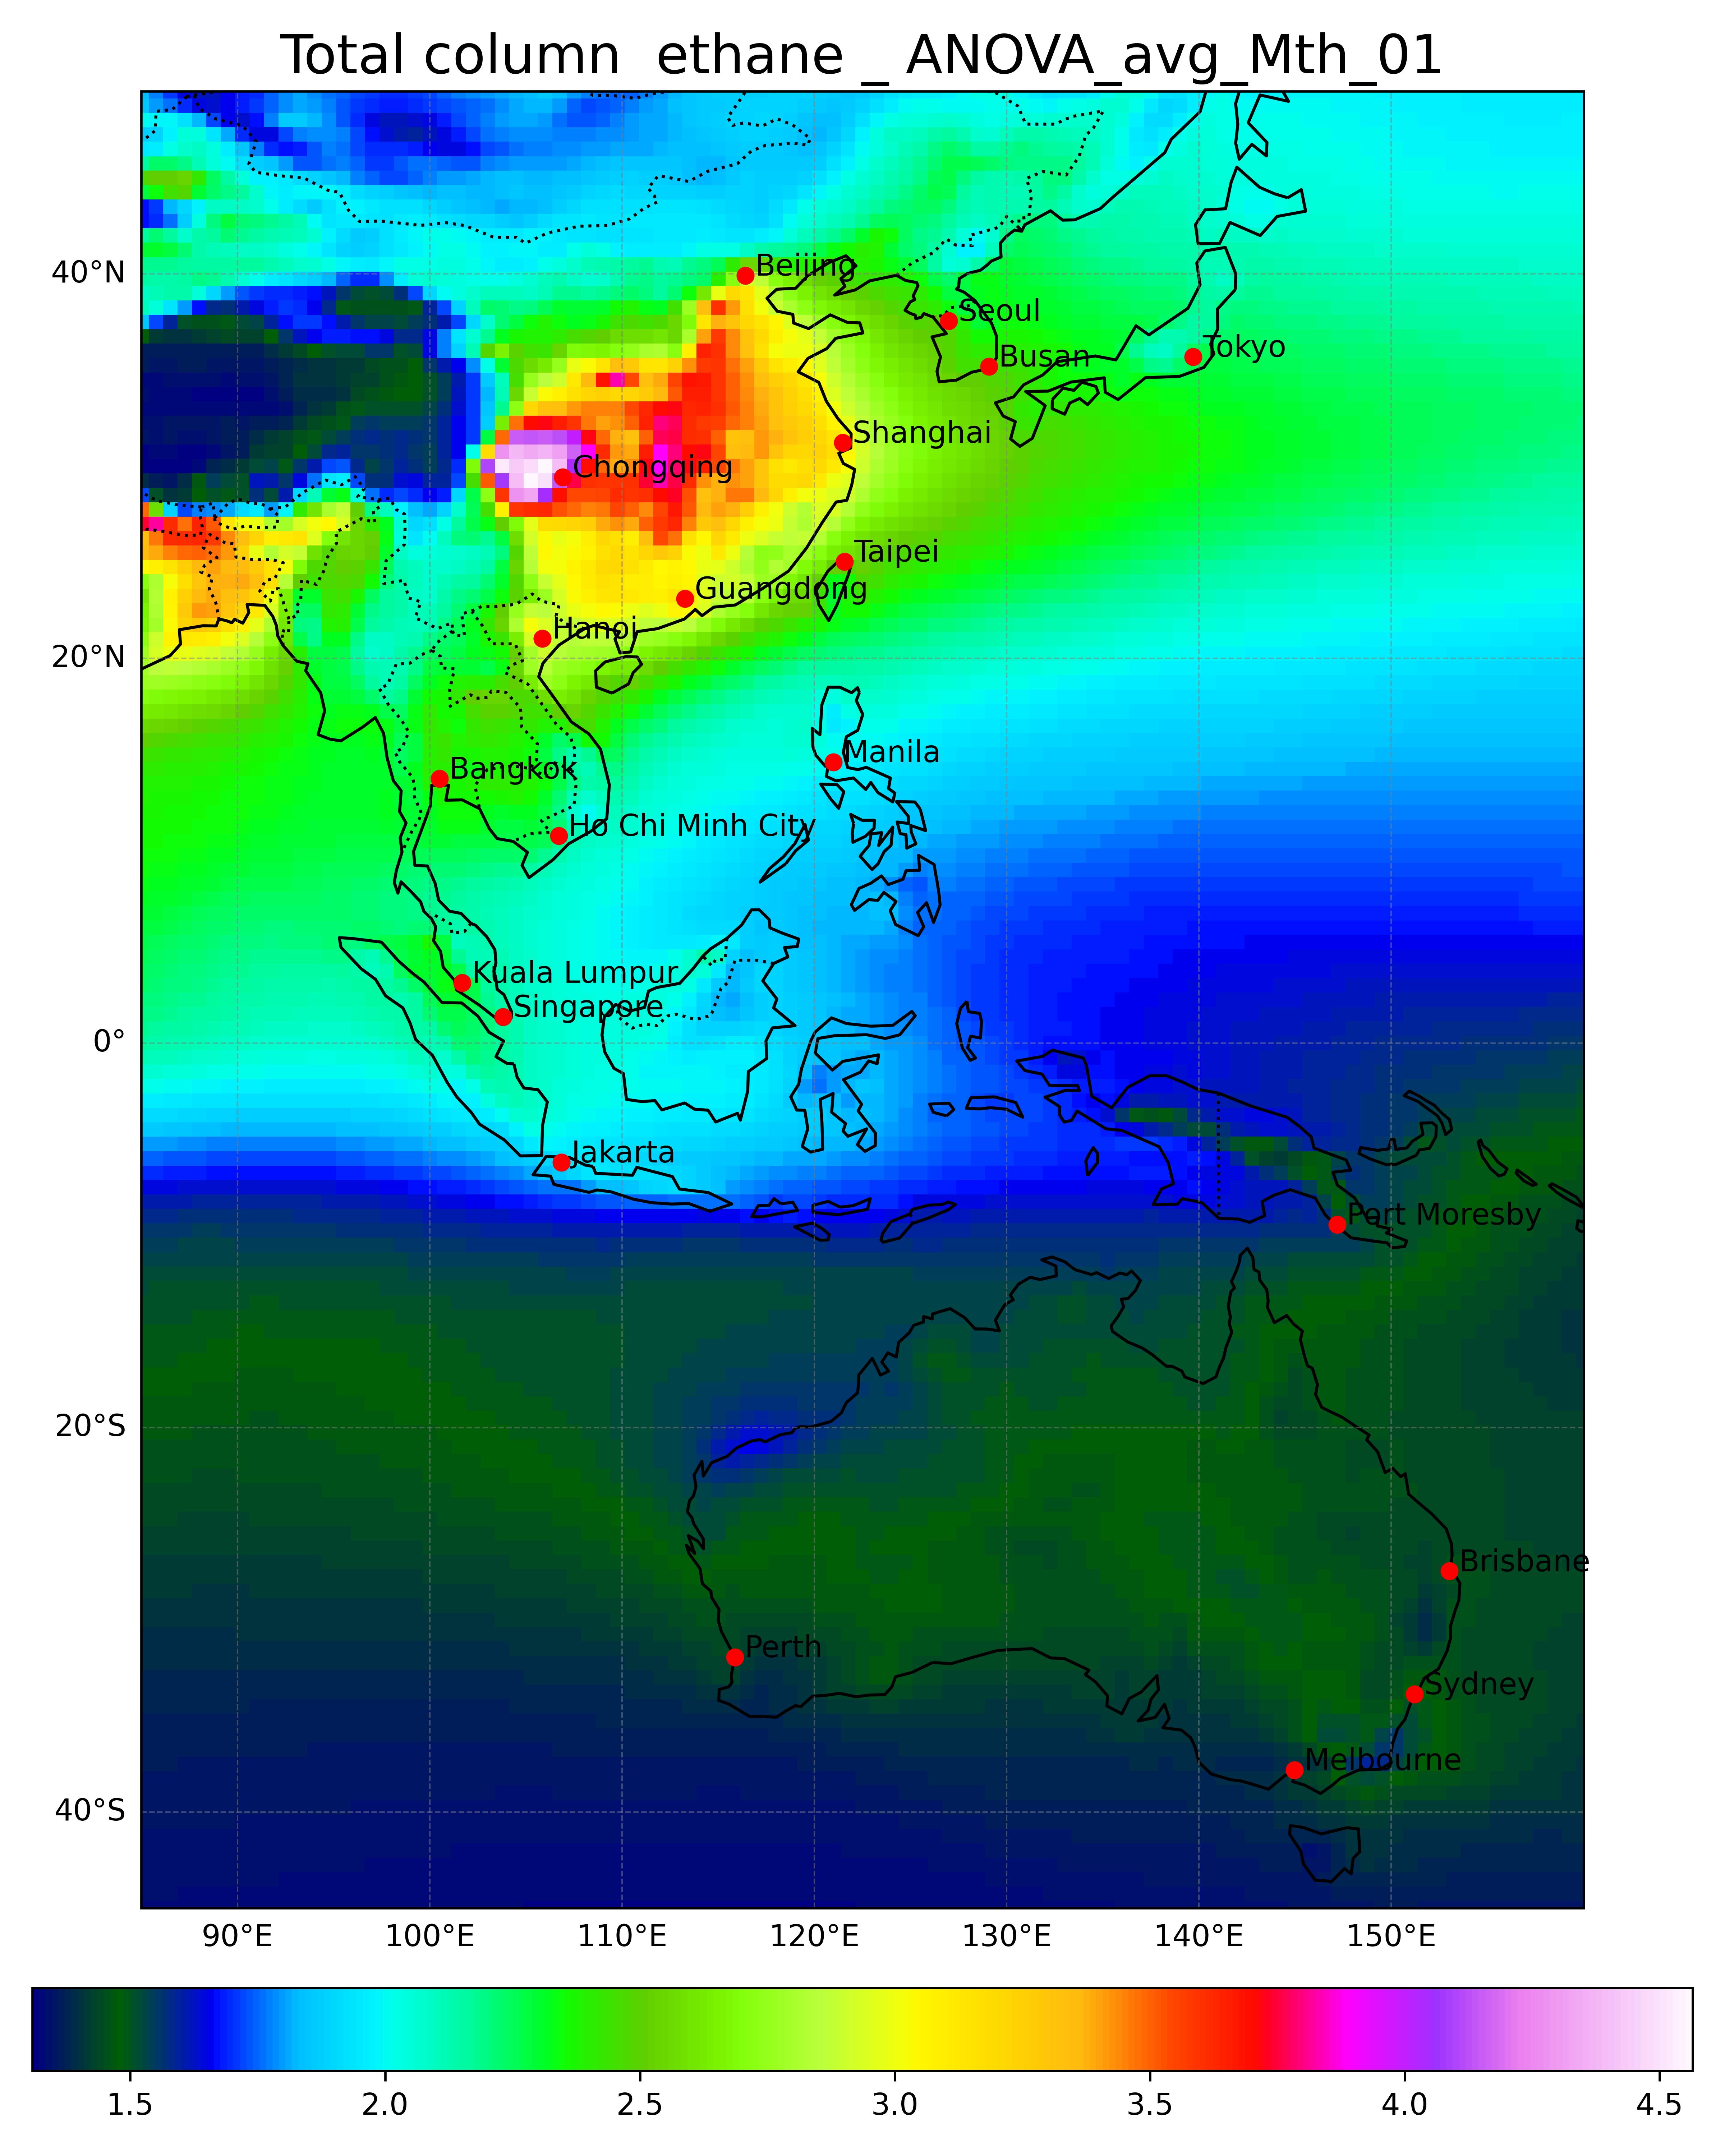 Total column  ethane _ ANOVA_avg_Mth_01
40°N
20°N
0°
20°S
40°S
Beijing
Seoul
Busan
Tokyo
Shanghai
Chongqing
Taipei
Guangdong
Hanoi
Manila
Bangkok
Ho Chi Minh City
Kuala Lumpur
Singapore
Jakarta
Port Moresby
Brisbane
Perth
Sydney
Melbourne
90°E 100°E 110°E 120°E 130°E 140°E 150°E
1.5 2.0 2.5 3.0 3.5 4.0 4.5